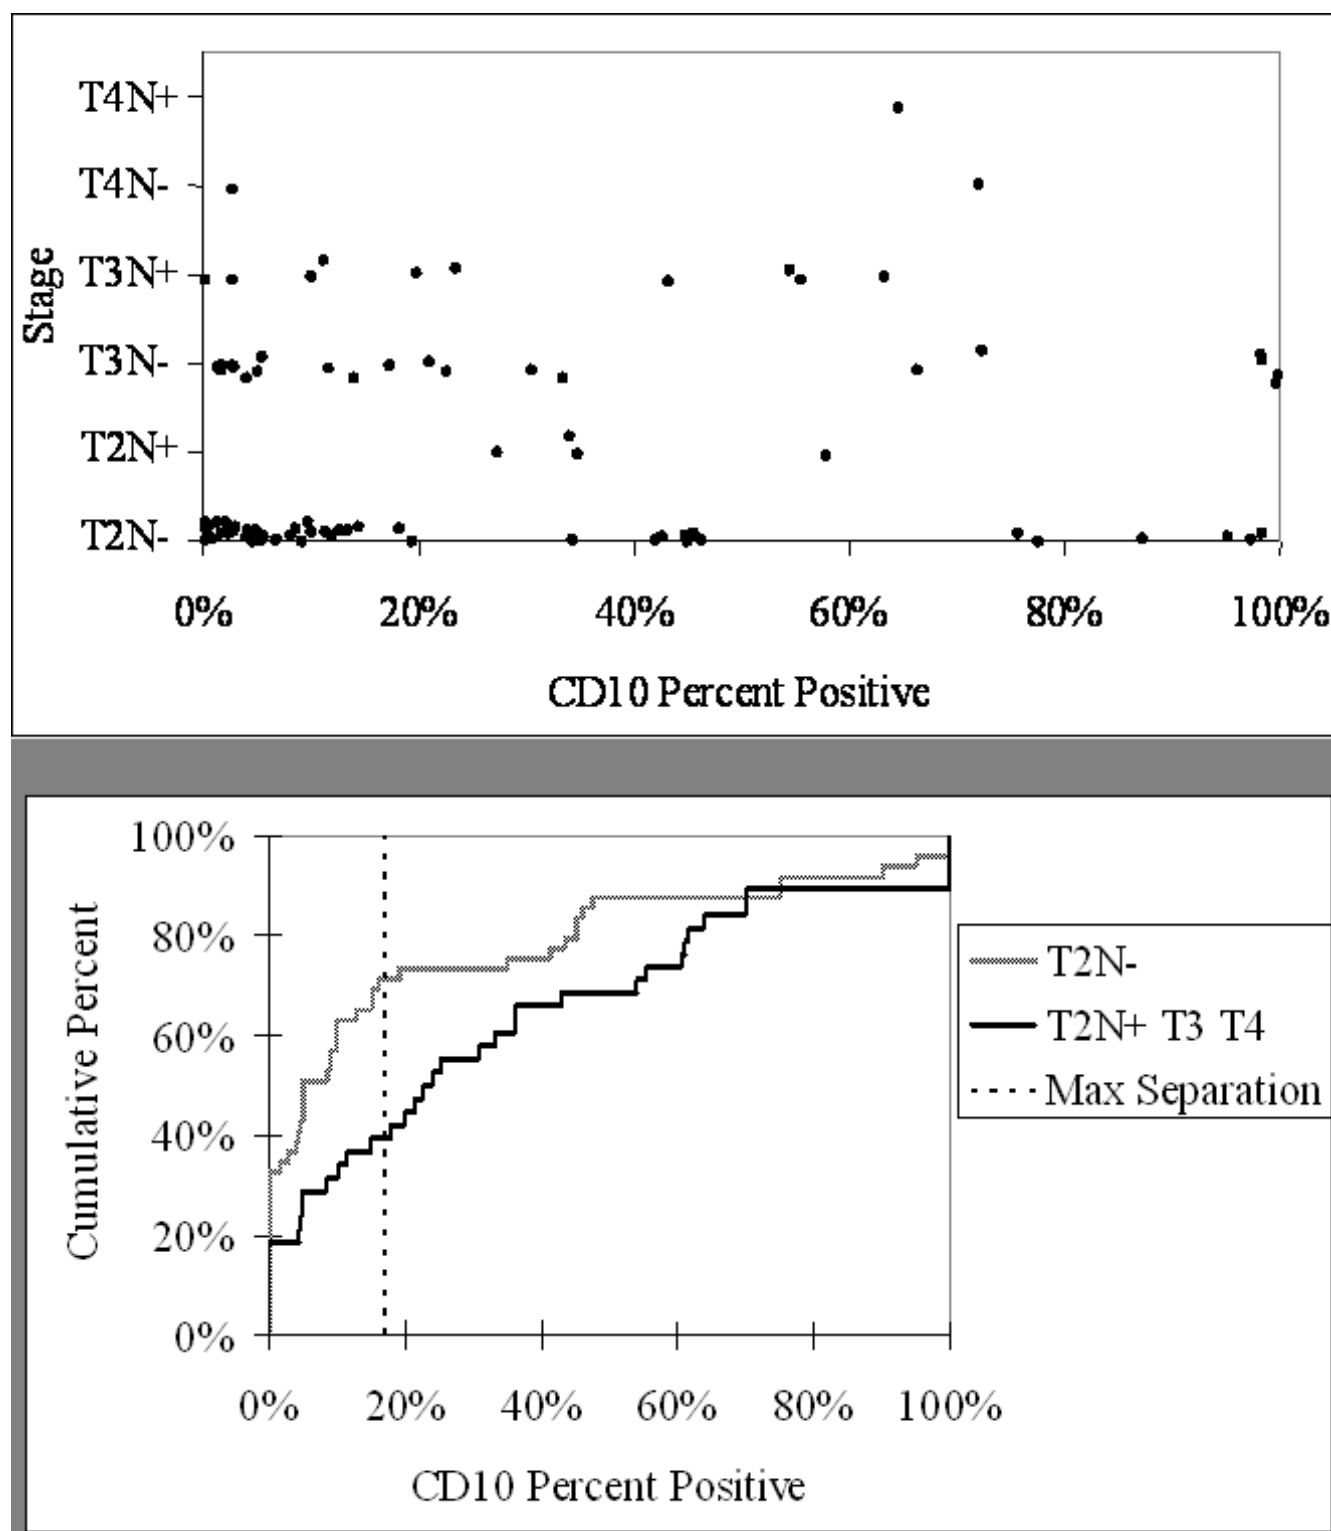 T4N+
T4N-
T3N+
T3N-
T2N+
T2N-
Stage
0% 20% 40% 60% 80% 100%
CD10 Percent Positive
100%
80%
60%
40%
20%
0%
Cumulative Percent
0% 20% 40% 60% 80% 100%
CD10 Percent Positive
T2N-
T2N+ T3 T4
Max Separation